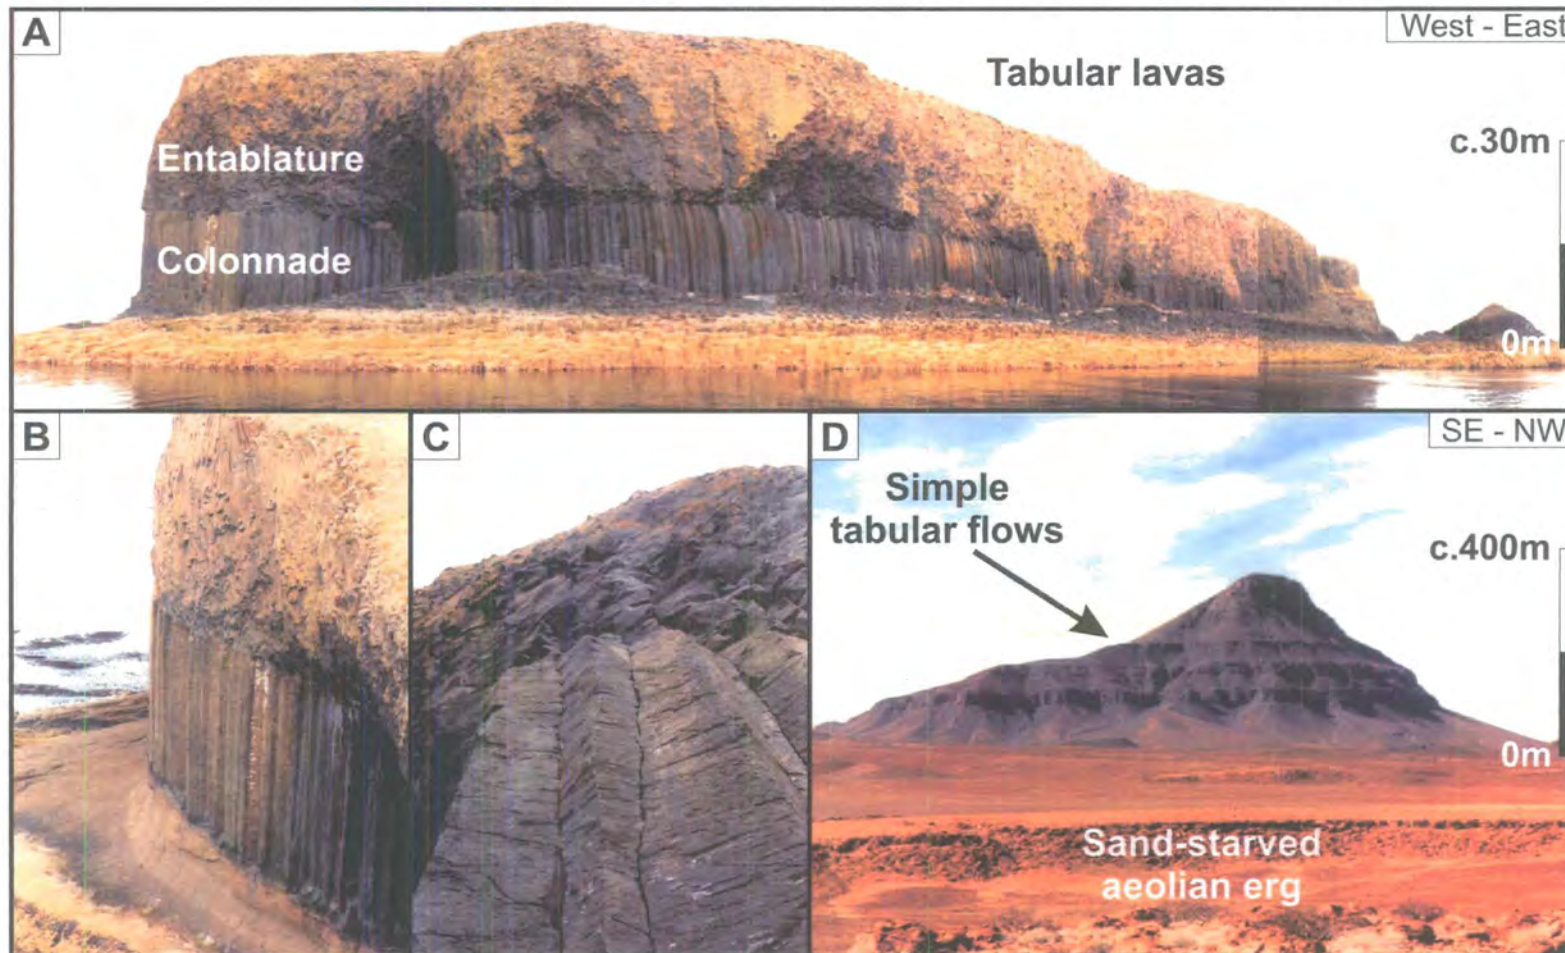 A
West - East
Tabular lavas
c.30m
Entablature
Colonnade
0m
B
C
D
SE - NW
Simple
tabular flows
c.400m
0m
Sand-starved
aeolian erg